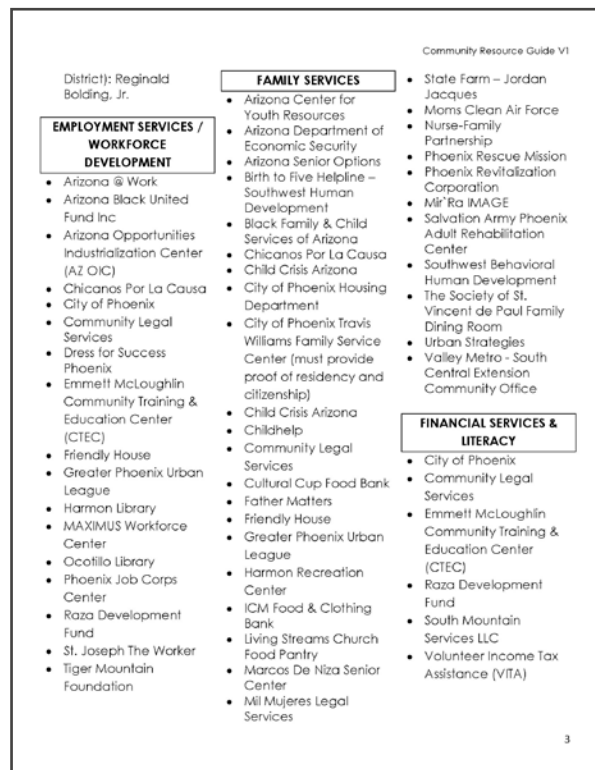 Community Resource Guide V1
District): Reginald
Bolding, Jr.
EMPLOYMENT SERVICES /
WORKFORCE
DEVELOPMENT
• Arizona @ Work
• Arizona Black United
Fund Inc
• Arizona Opportunities
Industrialization Center
(AZ OIC)
• Chicanos Por La Causa
• City of Phoenix
• Community Legal
Services
• Dress for Success
Phoenix
• Emmett McLoughlin
Community Training &
Education Center
(CTEC)
• Friendly House
• Greater Phoenix Urban
League
• Harmon Library
• MAXIMUS Workforce
Center
• Ocotillo Library
• Phoenix Job Corps
Center
• Raza Development
Fund
• St. Joseph The Worker
• Tiger Mountain
Foundation
FAMILY SERVICES
• Arizona Center for
Youth Resources
• Arizona Department of
Economic Security
• Arizona Senior Options
• Birth to Five Helpline –
Southwest Human
Development
• Black Family & Child
Services of Arizona
• Chicanos Por La Causa
• Child Crisis Arizona
• City of Phoenix Housing
Department
• City of Phoenix Travis
Williams Family Service
Center (must provide
proof of residency and
citizenship)
• Child Crisis Arizona
• Childhelp
• Community Legal
Services
• Cultural Cup Food Bank
• Father Matters
• Friendly House
• Greater Phoenix Urban
League
• Harmon Recreation
Center
• ICM Food & Clothing
Bank
• Living Streams Church
Food Pantry
• Marcos De Niza Senior
Center
• Mil Mujeres Legal
Services
• State Farm – Jordan
Jacques
• Moms Clean Air Force
• Nurse-Family
Partnership
• Phoenix Rescue Mission
• Phoenix Revitalization
Corporation
• Mir`Ra IMAGE
• Salvation Army Phoenix
Adult Rehabilitation
Center
• Southwest Behavioral
Human Development
• The Society of St.
Vincent de Paul Family
Dining Room
• Urban Strategies
• Valley Metro - South
Central Extension
Community Office
FINANCIAL SERVICES &
LITERACY
• City of Phoenix
• Community Legal
Services
• Emmett McLoughlin
Community Training &
Education Center
(CTEC)
• Raza Development
Fund
• South Mountain
Services LLC
• Volunteer Income Tax
Assistance (VITA)
3